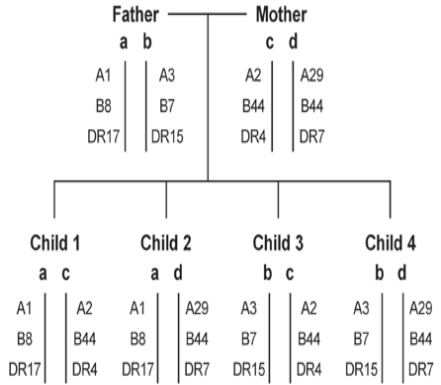 Father Mother
a b c d
A1 A3 A2 A29
B8 B7 B44 B44
DR17 DR15 DR4 DR7
Child 1 Child 2 Child 3 Child 4
a c a d b c b d
A1 A2 A1 A29 A3 A2 A3 A29
B8 B44 B8 B44 B7 B44 B7 B44
DR17 DR4 DR17 DR7 DR15 DR4 DR15 DR7